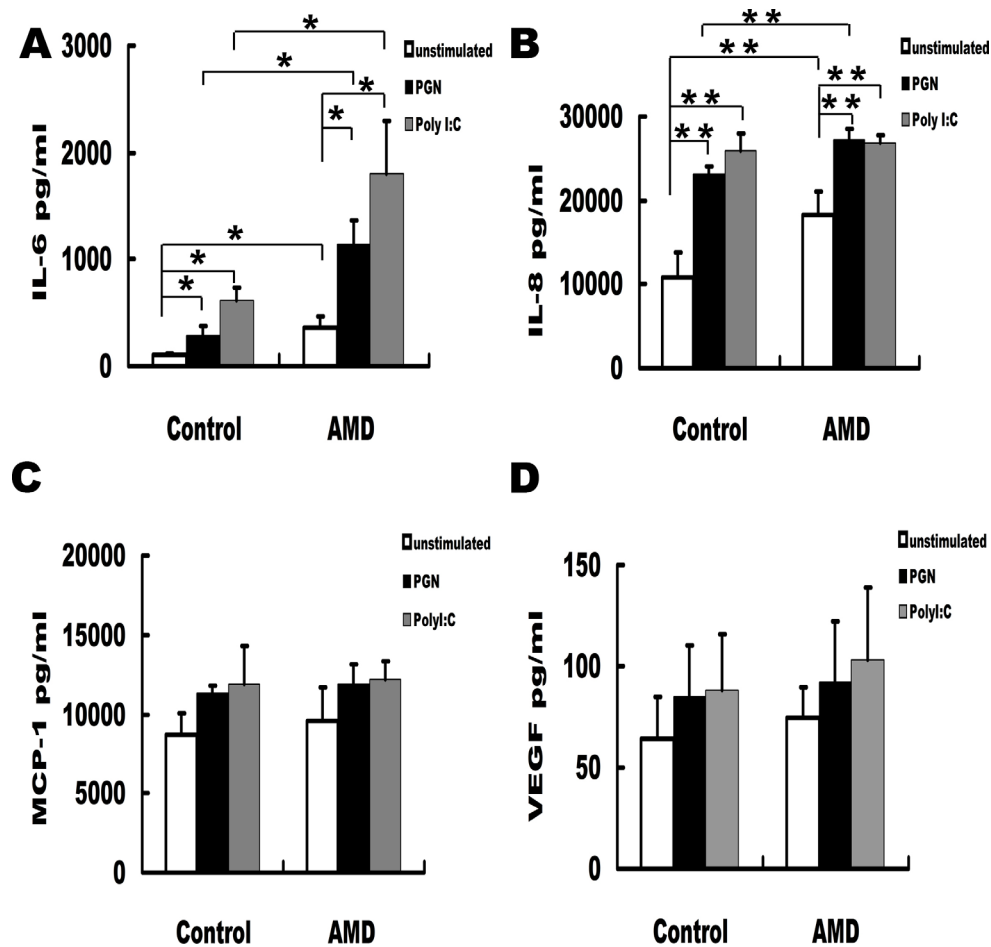 A
IL-6 pg/ml
3000
2000
1000
0
unstimulated
PGN
Poly I:C
*
*
*
*
*
*
*
Control
AMD
B
IL-8 pg/ml
30000
20000
10000
0
unstimulated
PGN
Poly I:C
* *
* *
* *
* *
* *
* *
Control
AMD
C
MCP-1 pg/ml
20000
15000
10000
5000
0
unstimulated
PGN
PolyI:C
Control
AMD
D
VEGF pg/ml
150
100
50
0
unstimulated
PGN
PolyI:C
Control
AMD